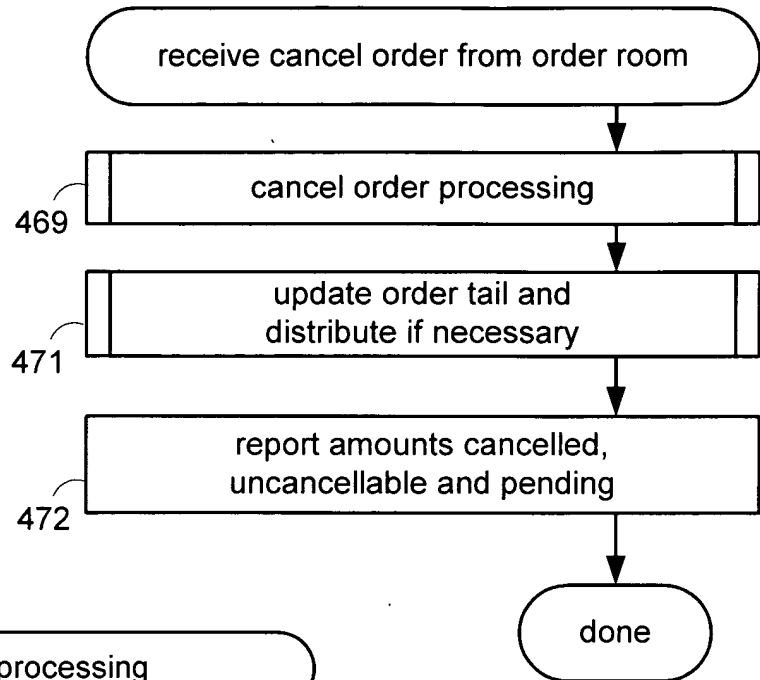 receive cancel order from order room
cancel order processing
469
update order tail and
distribute if necessary
471
report amounts cancelled,
uncancellable and pending
472
done
processing